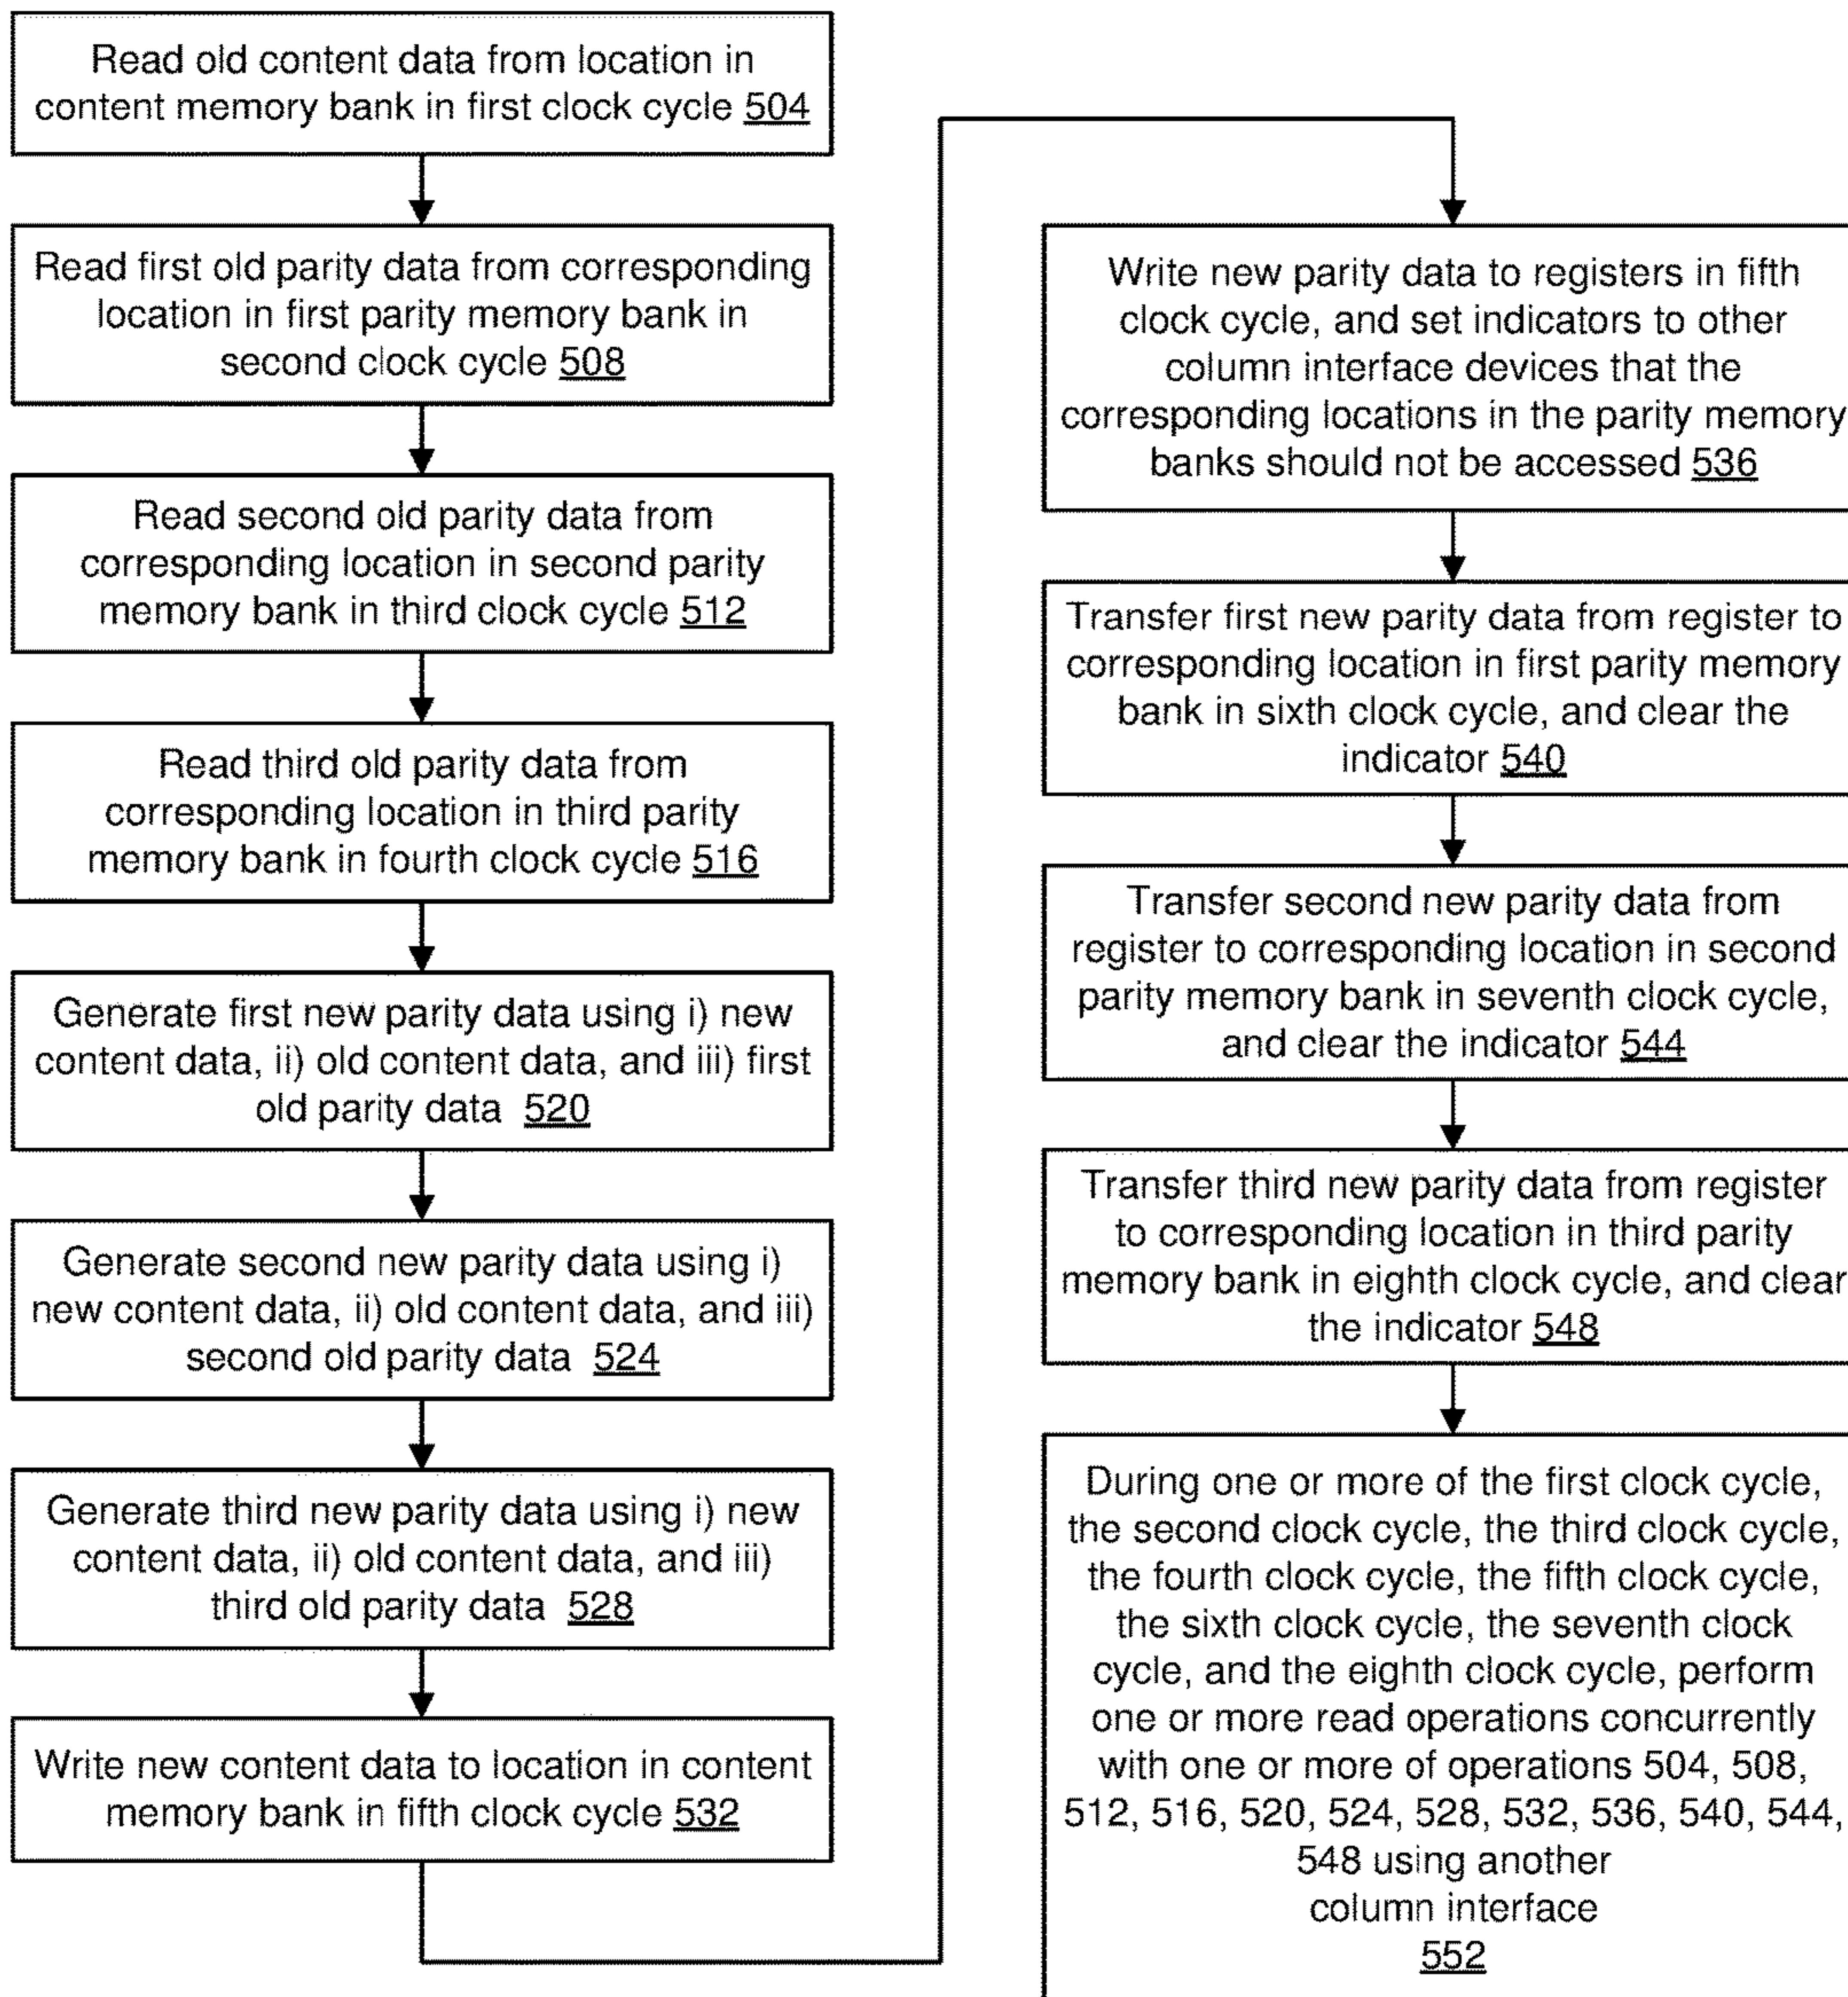 Read old content data from location in
content memory bank in first clock cycle 504
Read first old parity data from corresponding
location in first parity memory bank in
second clock cycle 508
Read second old parity data from
corresponding location in second parity
memory bank in third clock cycle 512
Read third old parity data from
corresponding location in third parity
memory bank in fourth clock cycle 516
Generate first new parity data using i) new
content data, ii) old content data, and iii) first
old parity data 520
Generate second new parity data using i)
new content data, ii) old content data, and iii)
second old parity data 524
Generate third new parity data using i) new
content data, ii) old content data, and iii)
third old parity data 528
Write new content data to location in content
memory bank in fifth clock cycle 532
Write new parity data to registers in fifth
clock cycle, and set indicators to other
column interface devices that the
corresponding locations in the parity memory
banks should not be accessed 536
Transfer first new parity data from register to
corresponding location in first parity memory
bank in sixth clock cycle, and clear the
indicator 540
Transfer second new parity data from
register to corresponding location in second
parity memory bank in seventh clock cycle,
and clear the indicator 544
Transfer third new parity data from register
to corresponding location in third parity
memory bank in eighth clock cycle, and clear
the indicator 548
During one or more of the first clock cycle,
the second clock cycle, the third clock cycle,
the fourth clock cycle, the fifth clock cycle,
the sixth clock cycle, the seventh clock
cycle, and the eighth clock cycle, perform
one or more read operations concurrently
with one or more of operations 504, 508,
512, 516, 520, 524, 528, 532, 536, 540, 544,
548 using another
column interface
552